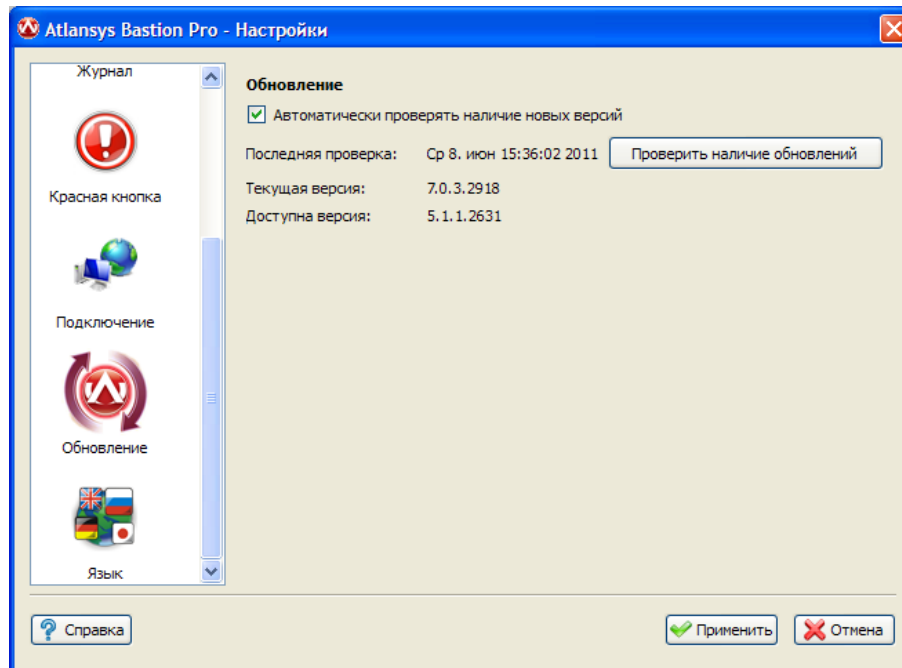 Atlansys Bastion Pro - Настройки
Журнал
Красная кнопка
Подключение
Обновление
Язык
Обновление
Автоматически проверять наличие новых версий
Последняя проверка: Ср 8. июн 15:36:02 2011 Проверить наличие обновлений
Текущая версия: 7.0.3.2918
Доступна версия: 5.1.1.2631
Справка Применить Отмена